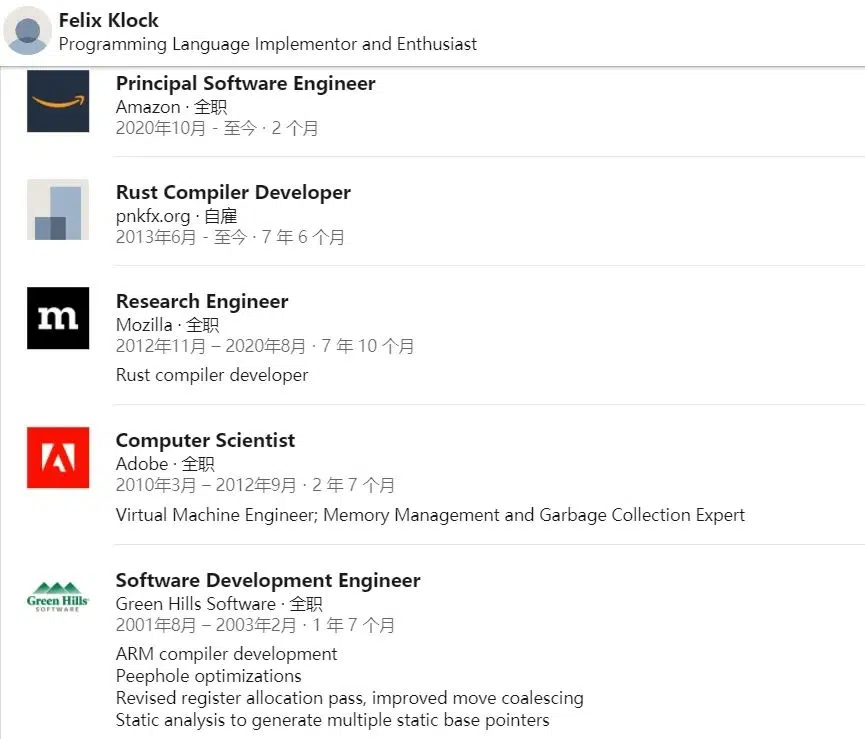 Felix Klock
Programming Language Implementor and Enthusiast
Principal Software Engineer
Amazon · 全职
2020年10月 - 至今 · 2 个月
Rust Compiler Developer
pnkfx.org · 自雇
2013年6月 - 至今 · 7 年 6 个月
m
Research Engineer
Mozilla · 全职
2012年11月 – 2020年8月 · 7 年 10 个月
Rust compiler developer
Computer Scientist
Adobe · 全职
2010年3月 – 2012年9月 · 2 年 7 个月
Virtual Machine Engineer; Memory Management and Garbage Collection Expert
Green Hills
SOFTWARE
Software Development Engineer
Green Hills Software · 全职
2001年8月 – 2003年2月 · 1 年 7 个月
ARM compiler development
Peephole optimizations
Revised register allocation pass, improved move coalescing
Static analysis to generate multiple static base pointers